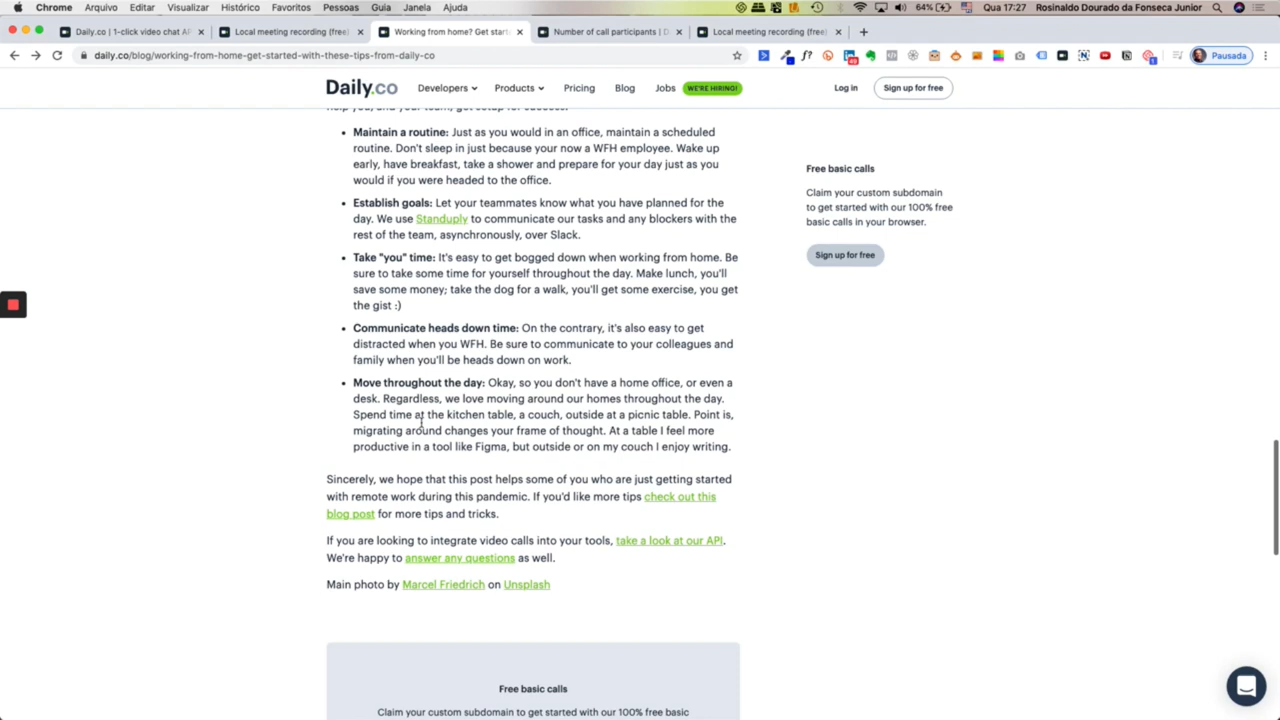 Chrome Arquivo Editar Visualizar Histórico Favoritos Pessoas Guia Janela Ajuda 64% Qua 17:27 Rosinaldo Dourado da Fonseca Junior
Daily.co | 1-click video chat AP Local meeting recording (free) Working from home? Get start Number of call participants | D Local meeting recording (free)
daily.co/blog/working-from-home-get-started-with-these-tips-from-daily-co Pausada
Daily.co Developers Products Pricing Blog Jobs WE'RE HIRING! Log in Sign up for free
help you, and your team, get setup for success.
• Maintain a routine: Just as you would in an office, maintain a scheduled
routine. Don't sleep in just because your now a WFH employee. Wake up
early, have breakfast, take a shower and prepare for your day just as you
would if you were headed to the office.
• Establish goals: Let your teammates know what you have planned for the
day. We use Standuply to communicate our tasks and any blockers with the
rest of the team, asynchronously, over Slack.
• Take "you" time: It's easy to get bogged down when working from home. Be
sure to take some time for yourself throughout the day. Make lunch, you'll
save some money; take the dog for a walk, you'll get some exercise, you get
the gist :)
• Communicate heads down time: On the contrary, it's also easy to get
distracted when you WFH. Be sure to communicate to your colleagues and
family when you'll be heads down on work.
• Move throughout the day: Okay, so you don't have a home office, or even a
desk. Regardless, we love moving around our homes throughout the day.
Spend time at the kitchen table, a couch, outside at a picnic table. Point is,
migrating around changes your frame of thought. At a table I feel more
productive in a tool like Figma, but outside or on my couch I enjoy writing.
Sincerely, we hope that this post helps some of you who are just getting started
with remote work during this pandemic. If you'd like more tips check out this
blog post for more tips and tricks.
If you are looking to integrate video calls into your tools, take a look at our API.
We're happy to answer any questions as well.
Main photo by Marcel Friedrich on Unsplash
Free basic calls
Claim your custom subdomain to get started with our 100% free basic
Free basic calls
Claim your custom subdomain
to get started with our 100% free
basic calls in your browser.
Sign up for free